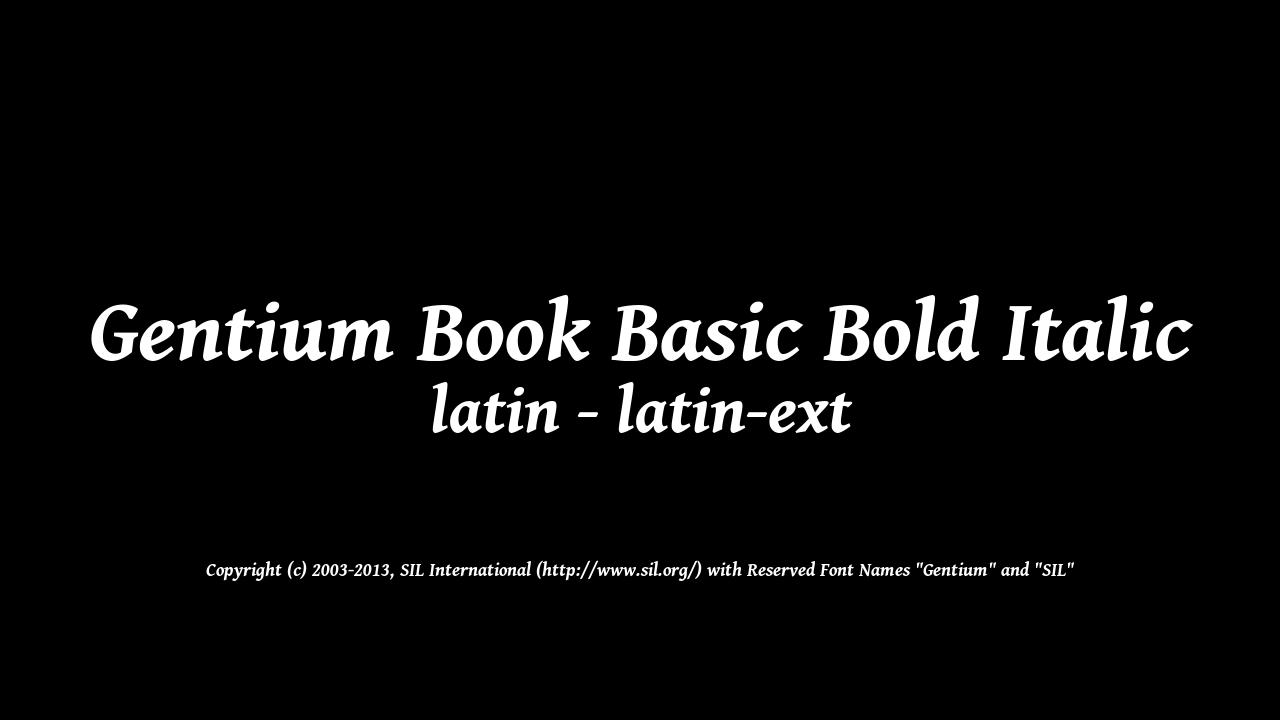 Gentium Book Basic Bold Italic
latin - latin-ext
Copyright (c) 2003-2013, SIL International (http://www.sil.org/) with Reserved Font Names "Gentium" and "SIL"